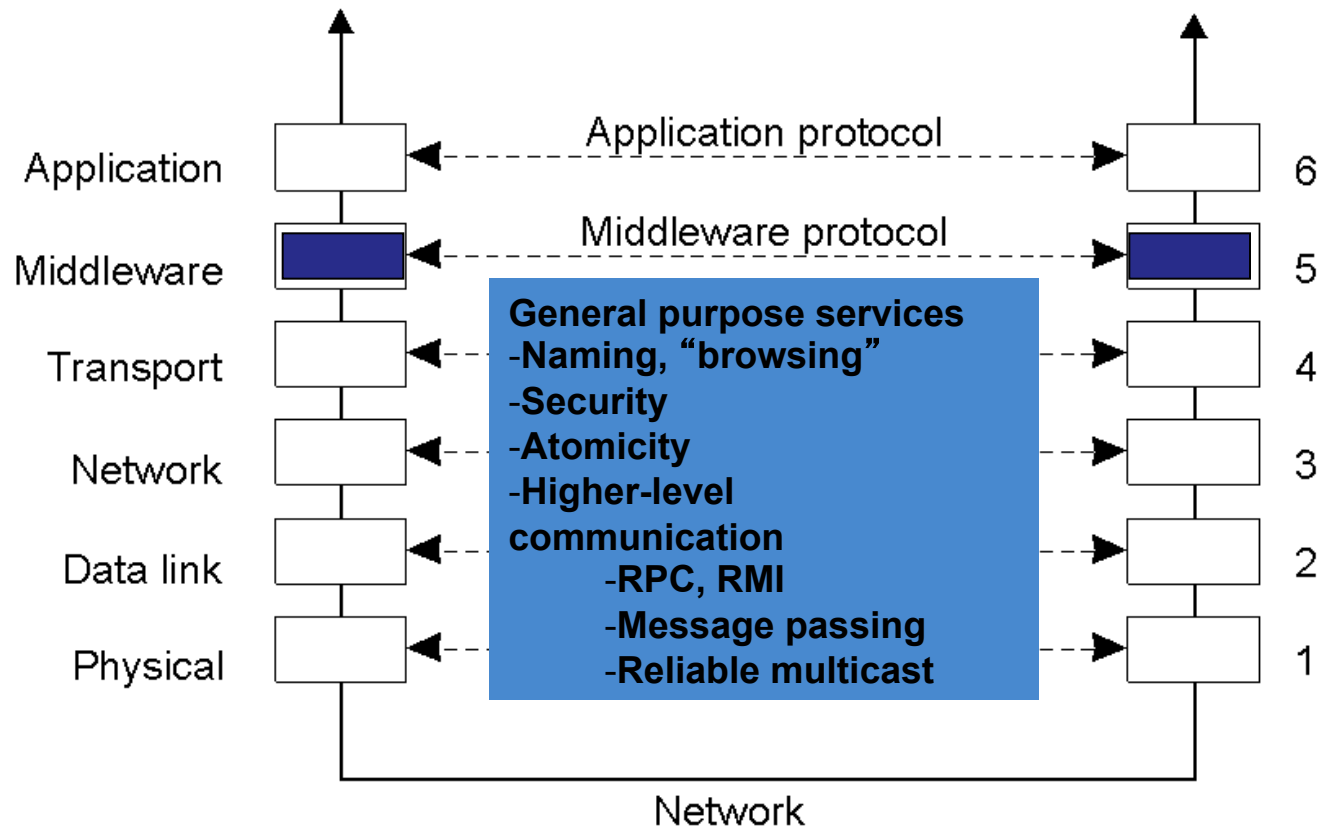 Application protocol
Application
6
Middleware protocol
Middleware
5
General purpose services
-Naming, “browsing”
Transport
4
-Security
-Atomicity
Network
3
-Higher-level
communication
Data link
2
-RPC, RMI
-Message passing
Physical
1
-Reliable multicast
Network